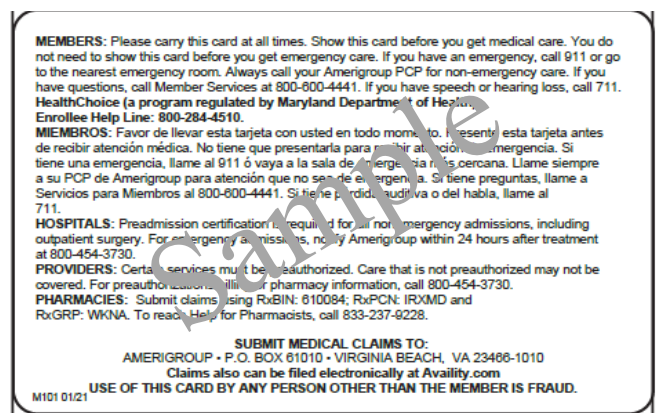 MEMBERS: Please carry this card at all times. Show this card before you get medical care. You do
not need to show this card before you get emergency care. If you have an emergency, call 911 or go
to the nearest emergency room. Always call your Amerigroup PCP for non-emergency care. If you
have questions, call Member Services at 800-600-4441. If you have speech or hearing loss, call 711.
HealthChoice (a program regulated by Maryland Department of Health)
Enrollee Help Line: 800-284-4510.
MIEMBROS: Favor de llevar esta tarjeta con usted en todo momento. Presente esta tarjeta antes
de recibir atención médica. No tiene que presentarla para recibir atención de emergencia. Si
tiene una emergencia, llame al 911 ó vaya a la sala de emergencia más cercana. Llame siempre
a su PCP de Amerigroup para atención que no sea de emergencia. Si tiene preguntas, llame a
Servicios para Miembros al 800-600-4441. Si tiene pérdida auditiva o del habla, llame al
711.
HOSPITALS: Preadmission certification is required for all non-emergency admissions, including
outpatient surgery. For emergency admissions, notify Amerigroup within 24 hours after treatment
at 800-454-3730.
PROVIDERS: Certain services must be preauthorized. Care that is not preauthorized may not be
covered. For preauthorization, billing or pharmacy information, call 800-454-3730.
PHARMACIES: Submit claims using RxBIN: 610084; RxPCN: IRXMD and
RxGRP: WKNA. To reach Help for Pharmacists, call 833-237-9228.
Sample
SUBMIT MEDICAL CLAIMS TO:
AMERIGROUP • P.O. BOX 61010 • VIRGINIA BEACH, VA 23466-1010
Claims also can be filed electronically at Availity.com
USE OF THIS CARD BY ANY PERSON OTHER THAN THE MEMBER IS FRAUD.
M101 01/21